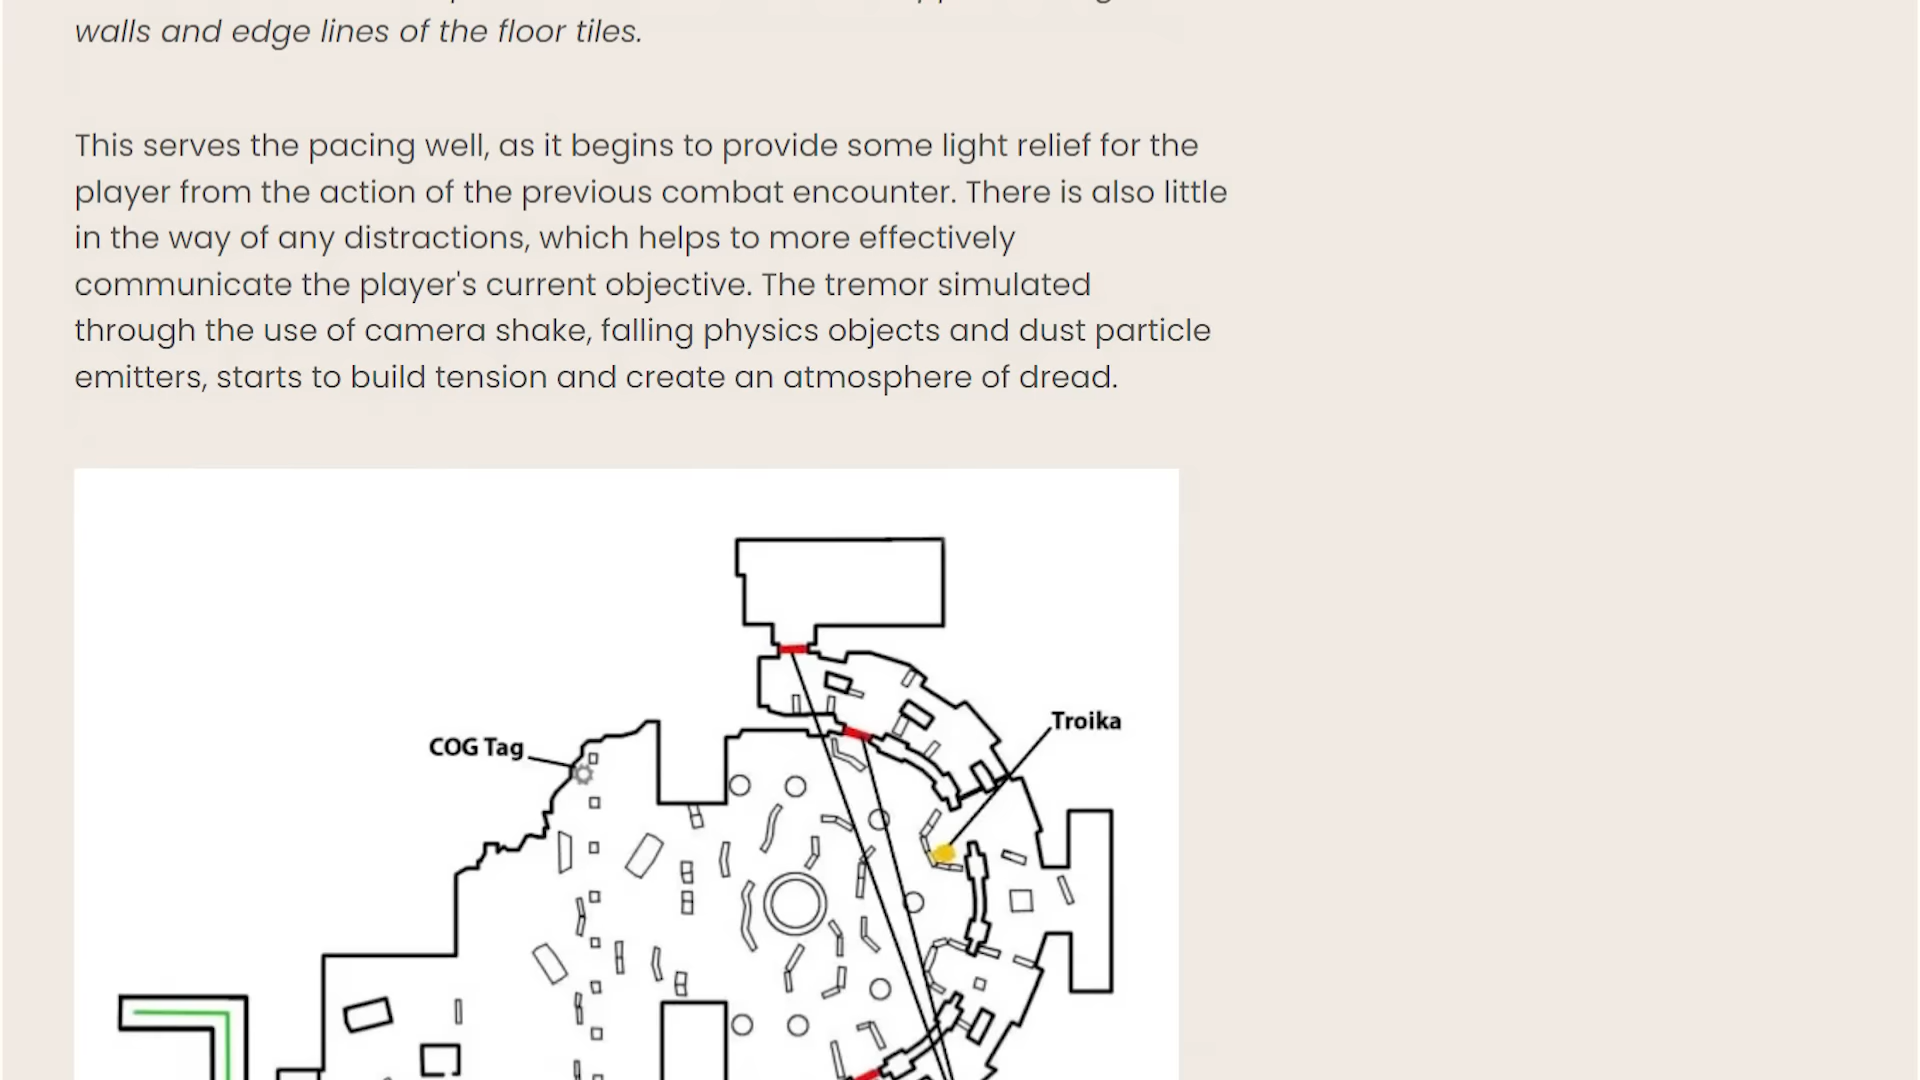 walls and edge lines of the floor tiles.
This serves the pacing well, as it begins to provide some light relief for the
player from the action of the previous combat encounter. There is also little
in the way of any distractions, which helps to more effectively
communicate the player's current objective. The tremor simulated
through the use of camera shake, falling physics objects and dust particle
emitters, starts to build tension and create an atmosphere of dread.
Troika
COG Tag